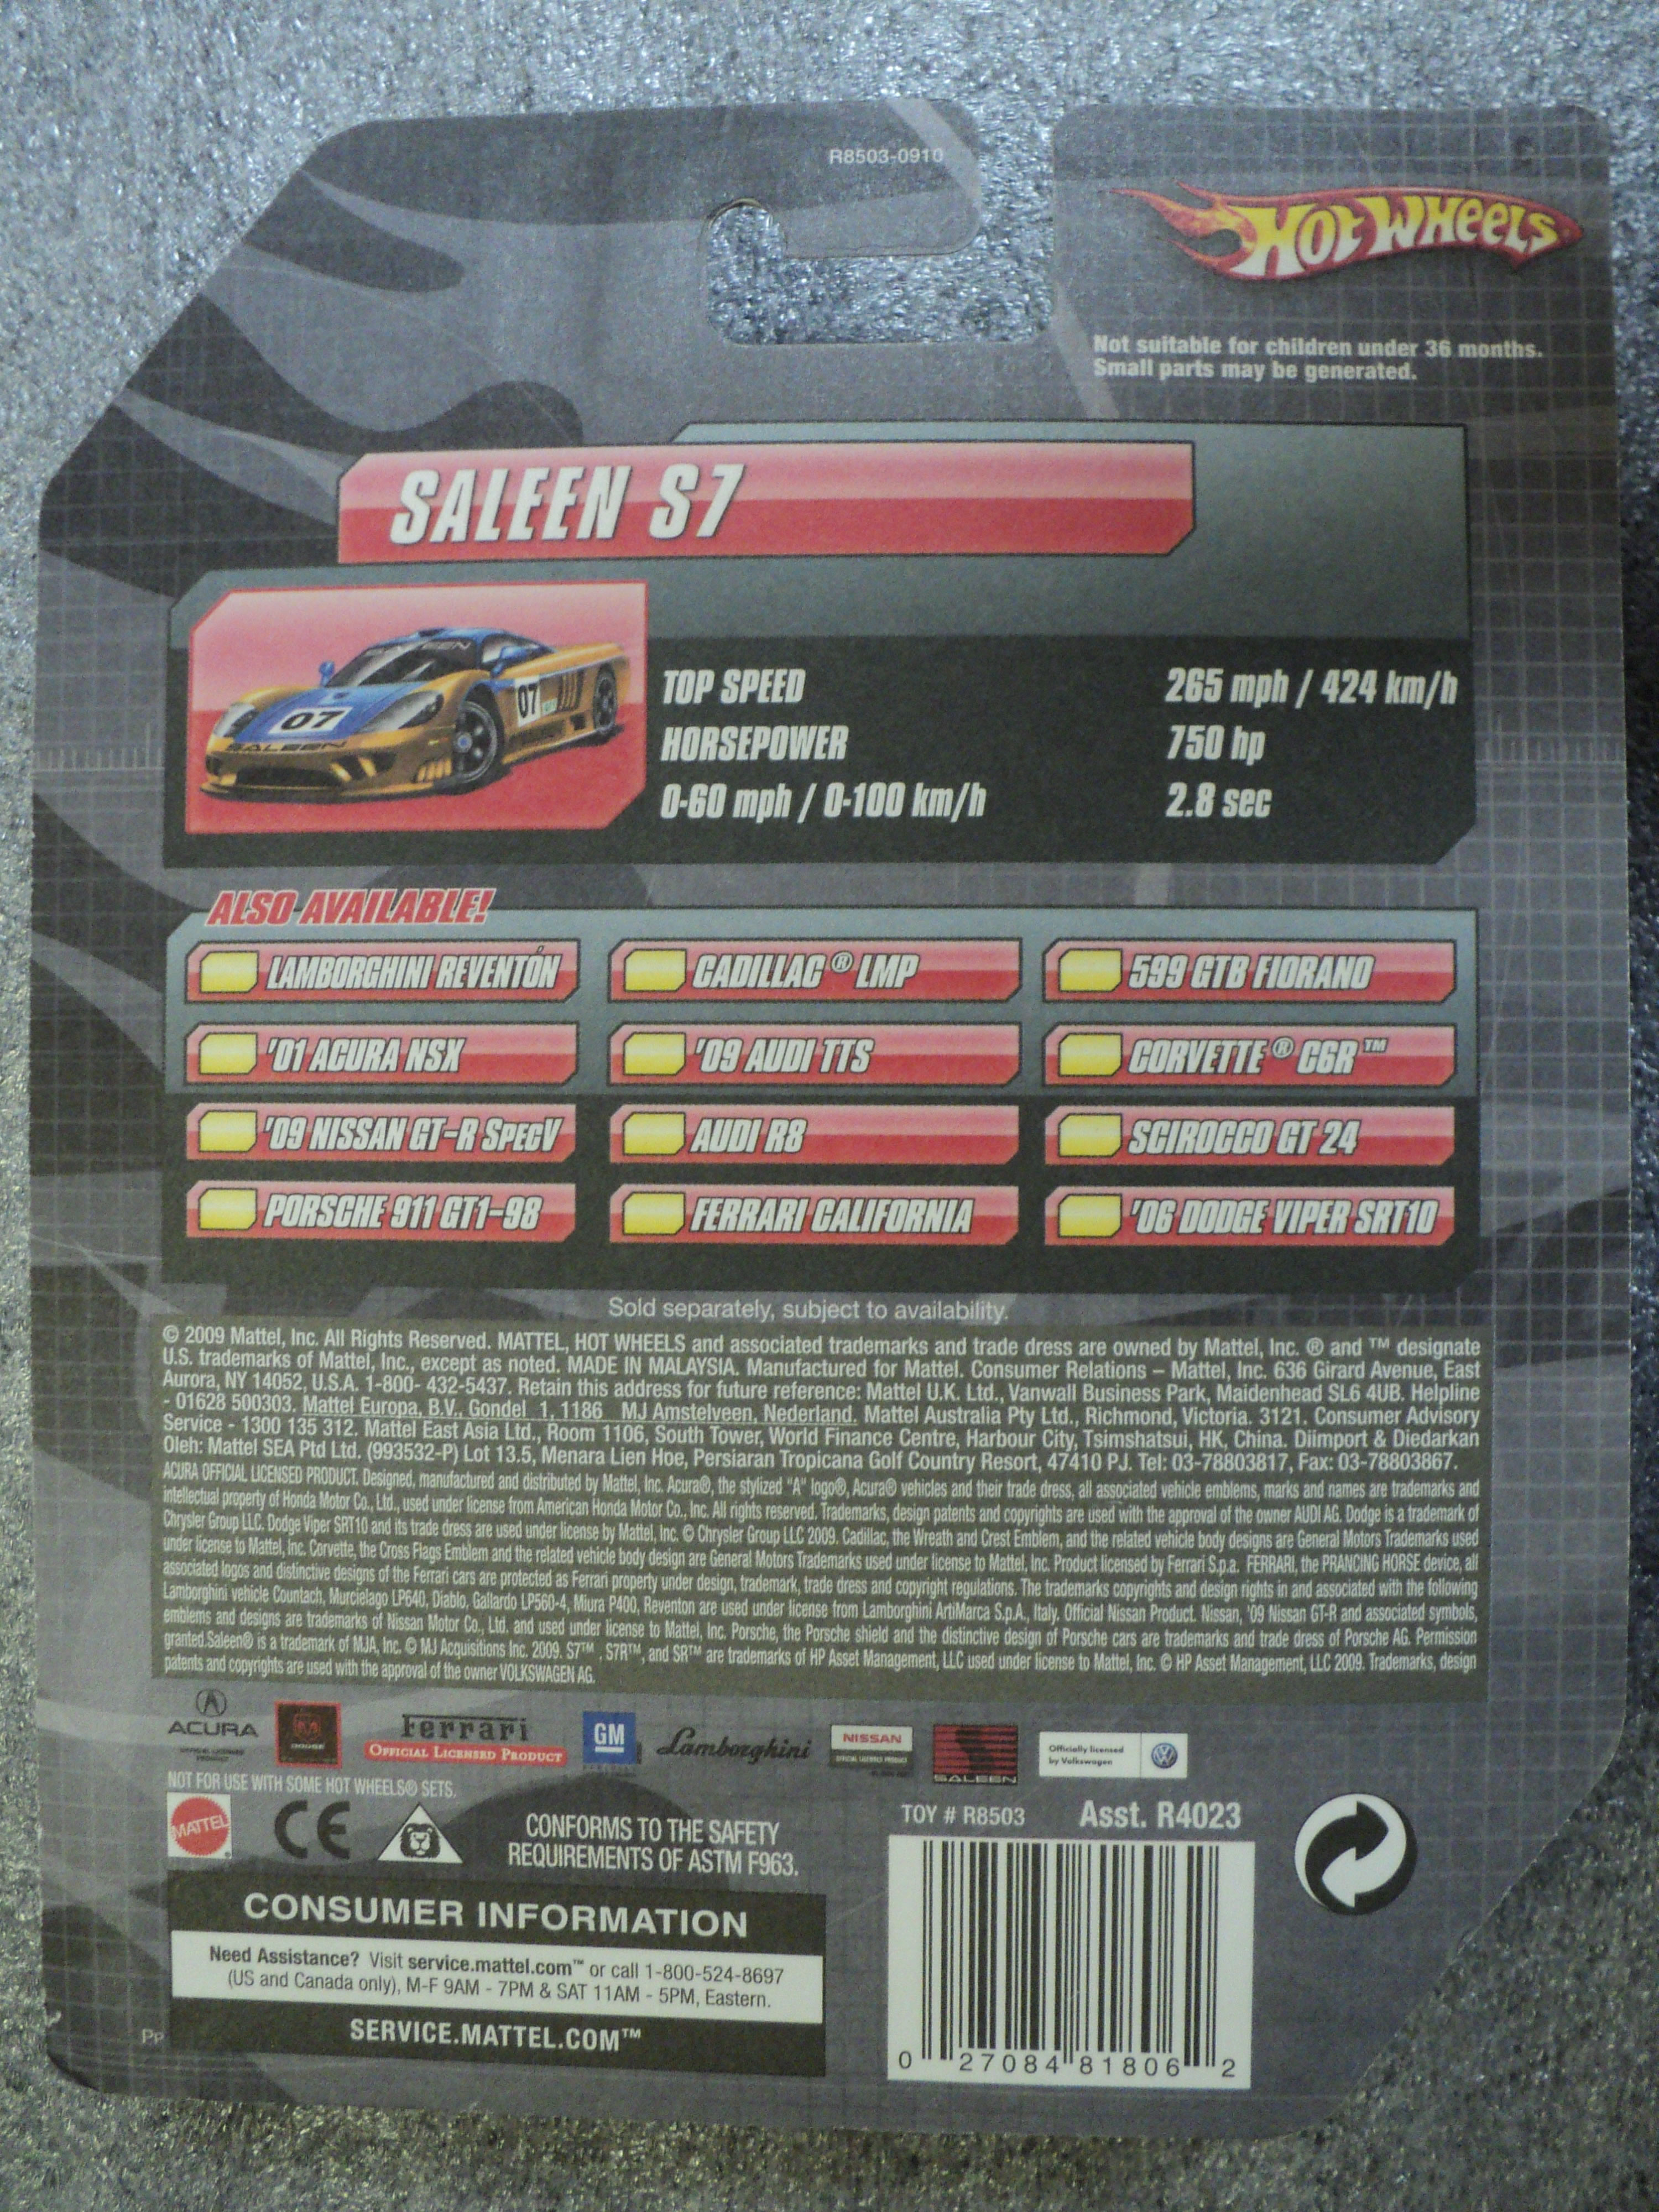 R8503-0910
HOT WHEELS
Not suitable for children under 36 months.
Small parts may be generated.
SALEEN S7
SALEEN
07
07
SALEEN
TOP SPEED 265 mph / 424 km/h
HORSEPOWER 750 hp
0-60 mph / 0-100 km/h 2.8 sec
ALSO AVAILABLE!
LAMBORGHINI REVENTÓN CADILLAC® LMP 599 GTB FIORANO
'01 ACURA NSX '09 AUDI TTS CORVETTE® C6R™
'09 NISSAN GT-R SPECV AUDI R8 SCIROCCO GT 24
PORSCHE 911 GT1-98 FERRARI CALIFORNIA '06 DODGE VIPER SRT10
Sold separately, subject to availability.
© 2009 Mattel, Inc. All Rights Reserved. MATTEL, HOT WHEELS and associated trademarks and trade dress are owned by Mattel, Inc. ® and ™ designate
U.S. trademarks of Mattel, Inc., except as noted. MADE IN MALAYSIA. Manufactured for Mattel. Consumer Relations – Mattel, Inc. 636 Girard Avenue, East
Aurora, NY 14052, U.S.A. 1-800- 432-5437. Retain this address for future reference: Mattel U.K. Ltd., Vanwall Business Park, Maidenhead SL6 4UB. Helpline
- 01628 500303. Mattel Europa, B.V., Gondel 1, 1186 MJ Amstelveen, Nederland. Mattel Australia Pty Ltd., Richmond, Victoria. 3121. Consumer Advisory
Service - 1300 135 312. Mattel East Asia Ltd., Room 1106, South Tower, World Finance Centre, Harbour City, Tsimshatsui, HK, China. Diimport & Diedarkan
Oleh: Mattel SEA Ptd Ltd. (993532-P) Lot 13.5, Menara Lien Hoe, Persiaran Tropicana Golf Country Resort, 47410 PJ. Tel: 03-78803817, Fax: 03-78803867.
ACURA OFFICIAL LICENSED PRODUCT. Designed, manufactured and distributed by Mattel, Inc. Acura®, the stylized "A" logo®, Acura® vehicles and their trade dress, all associated vehicle emblems, marks and names are trademarks and
intellectual property of Honda Motor Co., Ltd., used under license from American Honda Motor Co., Inc. All rights reserved. Trademarks, design patents and copyrights are used with the approval of the owner AUDI AG. Dodge is a trademark of
Chrysler Group LLC. Dodge Viper SRT10 and its trade dress are used under license by Mattel, Inc. © Chrysler Group LLC 2009. Cadillac, the Wreath and Crest Emblem, and the related vehicle body designs are General Motors Trademarks used
under license to Mattel, Inc. Corvette, the Cross Flags Emblem and the related vehicle body design are General Motors Trademarks used under license to Mattel, Inc. Product licensed by Ferrari S.p.a. FERRARI, the PRANCING HORSE device, all
associated logos and distinctive designs of the Ferrari cars are protected as Ferrari property under design, trademark, trade dress and copyright regulations. The trademarks copyrights and design rights in and associated with the following
Lamborghini vehicle Countach, Murcielago LP640, Diablo, Gallardo LP560-4, Miura P400, Reventon are used under license from Lamborghini ArtiMarca S.p.A., Italy. Official Nissan Product. Nissan, '09 Nissan GT-R and associated symbols,
emblems and designs are trademarks of Nissan Motor Co., Ltd. and used under license to Mattel, Inc. Porsche, the Porsche shield and the distinctive design of Porsche cars are trademarks and trade dress of Porsche AG. Permission
granted.Saleen® is a trademark of MJA, Inc. © MJ Acquisitions Inc. 2009. S7™, S7R™, and SR™ are trademarks of HP Asset Management, LLC used under license to Mattel, Inc. © HP Asset Management, LLC 2009. Trademarks, design
patents and copyrights are used with the approval of the owner VOLKSWAGEN AG.
ACURA DODGE Ferrari OFFICIAL LICENSED PRODUCT GM Lamborghini NISSAN SALEEN Officially licensed by Volkswagen
NOT FOR USE WITH SOME HOT WHEELS® SETS.
MATTEL CE
CONFORMS TO THE SAFETY
REQUIREMENTS OF ASTM F963.
TOY # R8503 Asst. R4023
CONSUMER INFORMATION
Need Assistance? Visit service.mattel.com™ or call 1-800-524-8697
(US and Canada only), M-F 9AM - 7PM & SAT 11AM - 5PM, Eastern.
SERVICE.MATTEL.COM™
Pp
0 27084 81806 2